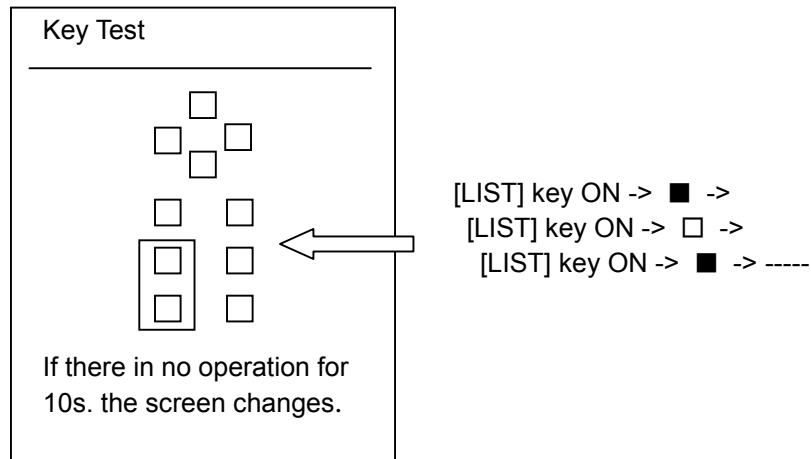 Key Test
[LIST] key ON -> ■ ->
[LIST] key ON -> □ ->
[LIST] key ON -> ■ -> -----
If there in no operation for
10s. the screen changes.